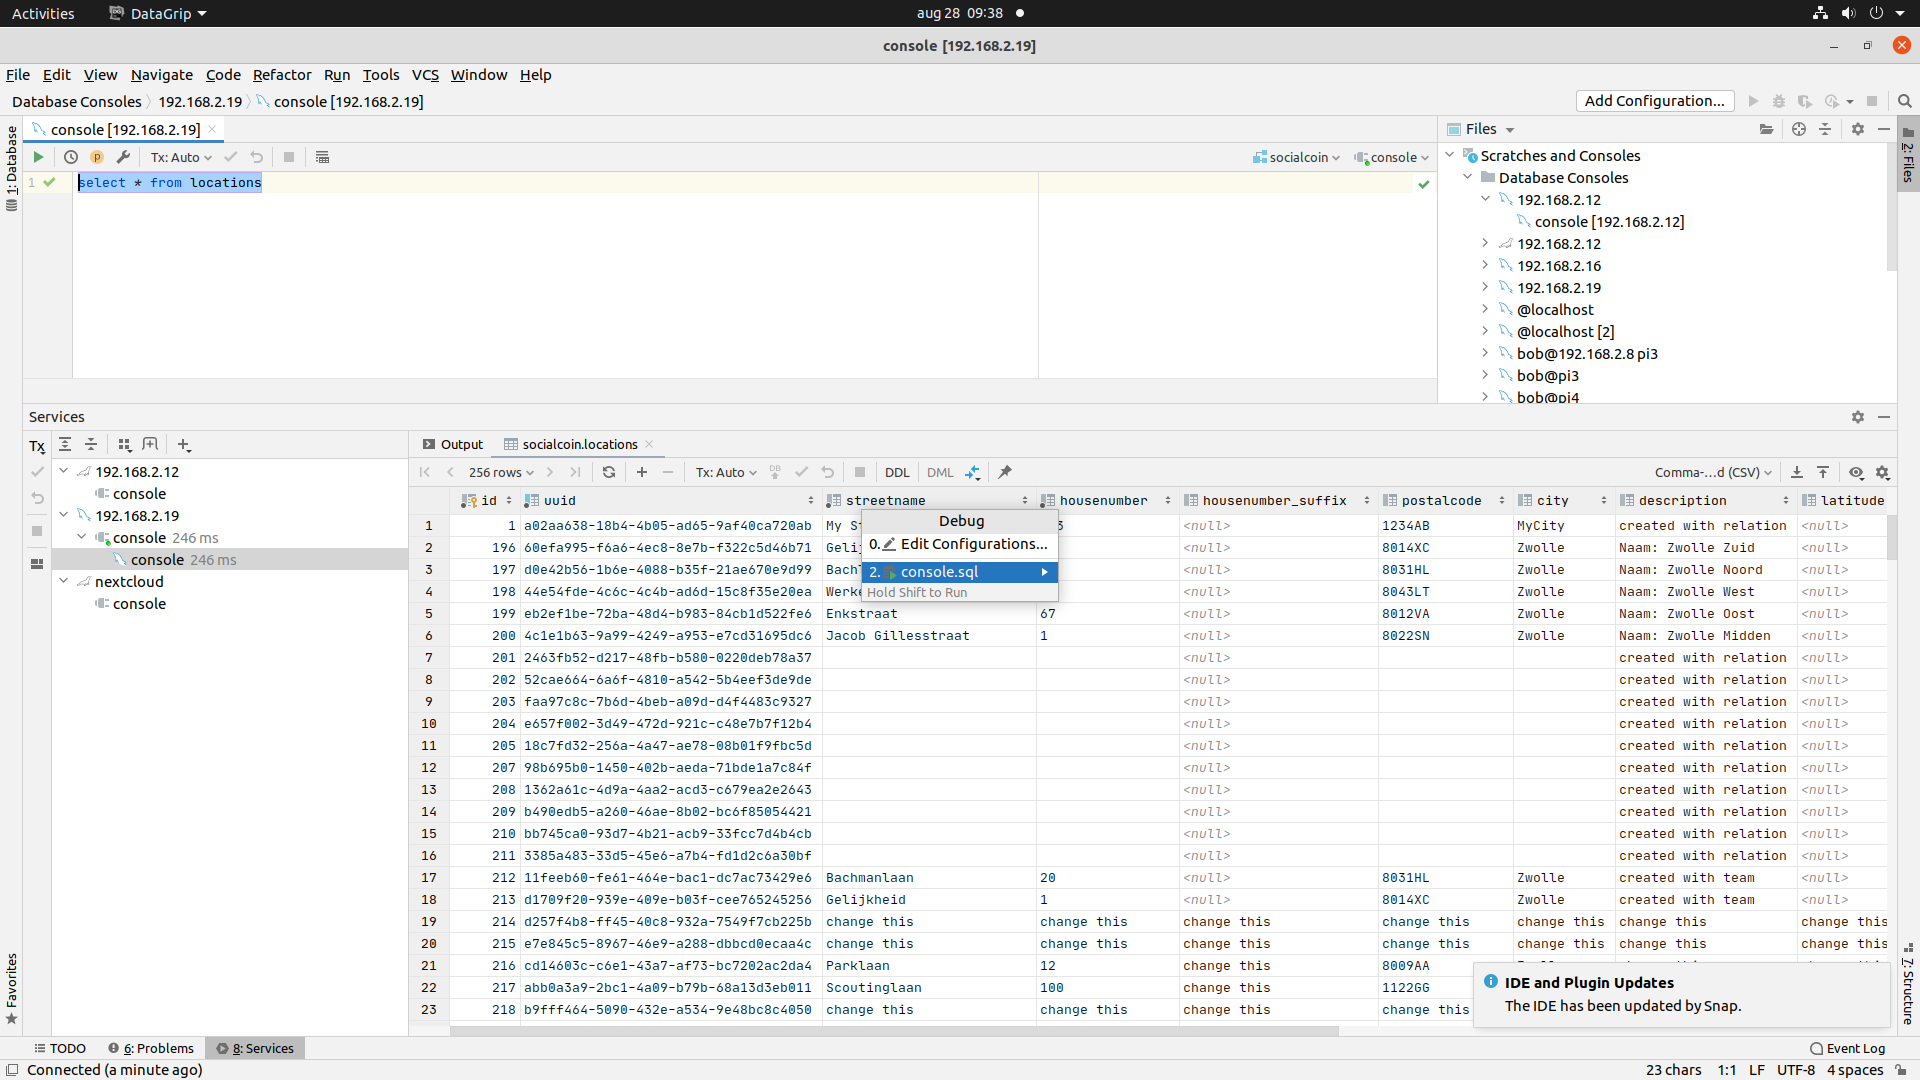 Activities DataGrip aug 28 09:38
console [192.168.2.19]
File Edit View Navigate Code Refactor Run Tools VCS Window Help
Database Consoles 192.168.2.19 console [192.168.2.19] Add Configuration...
1: Database
console [192.168.2.19]
Tx: Auto socialcoin console
1 select * from locations
Files
Scratches and Consoles
Database Consoles
192.168.2.12
console [192.168.2.12]
192.168.2.12
192.168.2.16
192.168.2.19
@localhost
@localhost [2]
bob@192.168.2.8 pi3
bob@pi3
bob@pi4
2: Files
Services
Tx
192.168.2.12
console
192.168.2.19
console 246 ms
console 246 ms
nextcloud
console
Output socialcoin.locations
256 rows Tx: Auto DB DDL DML Comma-...d (CSV)
id uuid streetname housenumber housenumber_suffix postalcode city description latitude
1 1 a02aa638-18b4-4b05-ad65-9af40ca720ab My St 3 <null> 1234AB MyCity created with relation <null>
2 196 60efa995-f6a6-4ec8-8e7b-f322c5d46b71 Gelij <null> 8014XC Zwolle Naam: Zwolle Zuid <null>
3 197 d0e42b56-1b6e-4088-b35f-21ae670e9d99 Bach <null> 8031HL Zwolle Naam: Zwolle Noord <null>
4 198 44e54fde-4c6c-4c4b-ad6d-15c8f35e20ea Werke <null> 8043LT Zwolle Naam: Zwolle West <null>
5 199 eb2ef1be-72ba-48d4-b983-84cb1d522fe6 Enkstraat 67 <null> 8012VA Zwolle Naam: Zwolle Oost <null>
6 200 4c1e1b63-9a99-4249-a953-e7cd31695dc6 Jacob Gillesstraat 1 <null> 8022SN Zwolle Naam: Zwolle Midden <null>
7 201 2463fb52-d217-48fb-b580-0220deb78a37 <null> created with relation <null>
8 202 52cae664-6a6f-4810-a542-5b4eef3de9de <null> created with relation <null>
9 203 faa97c8c-7b6d-4beb-a09d-d4f4483c9327 <null> created with relation <null>
10 204 e657f002-3d49-472d-921c-c48e7b7f12b4 <null> created with relation <null>
11 205 18c7fd32-256a-4a47-ae78-08b01f9fbc5d <null> created with relation <null>
12 207 98b695b0-1450-402b-aeda-71bde1a7c84f <null> created with relation <null>
13 208 1362a61c-4d9a-4aa2-acd3-c679ea2e2643 <null> created with relation <null>
14 209 b490edb5-a260-46ae-8b02-bc6f85054421 <null> created with relation <null>
15 210 bb745ca0-93d7-4b21-acb9-33fcc7d4b4cb <null> created with relation <null>
16 211 3385a483-33d5-45e6-a7b4-fd1d2c6a30bf <null> created with relation <null>
17 212 11feeb60-fe61-464e-bac1-dc7ac73429e6 Bachmanlaan 20 <null> 8031HL Zwolle created with team <null>
18 213 d1709f20-939e-409e-b03f-cee765245256 Gelijkheid 1 <null> 8014XC Zwolle created with team <null>
19 214 d257f4b8-ff45-40c8-932a-7549f7cb225b change this change this change this change this change this change this change this
20 215 e7e845c5-8967-46e9-a288-dbbcd0ecaa4c change this change this change this change this change this change this change this
21 216 cd14603c-c6e1-43a7-af73-bc7202ac2da4 Parklaan 12 change this 8009AA
22 217 abb0a3a9-2bc1-4a09-b79b-68a13d3eb011 Scoutinglaan 100 change this 1122GG
23 218 b9fff464-5090-432e-a534-9e48bc8c4050 change this change this change this change this
Debug
0. Edit Configurations...
2. console.sql
Hold Shift to Run
IDE and Plugin Updates
The IDE has been updated by Snap.
Favorites
7: Structure
TODO 6: Problems 8: Services Event Log
Connected (a minute ago) 23 chars 1:1 LF UTF-8 4 spaces